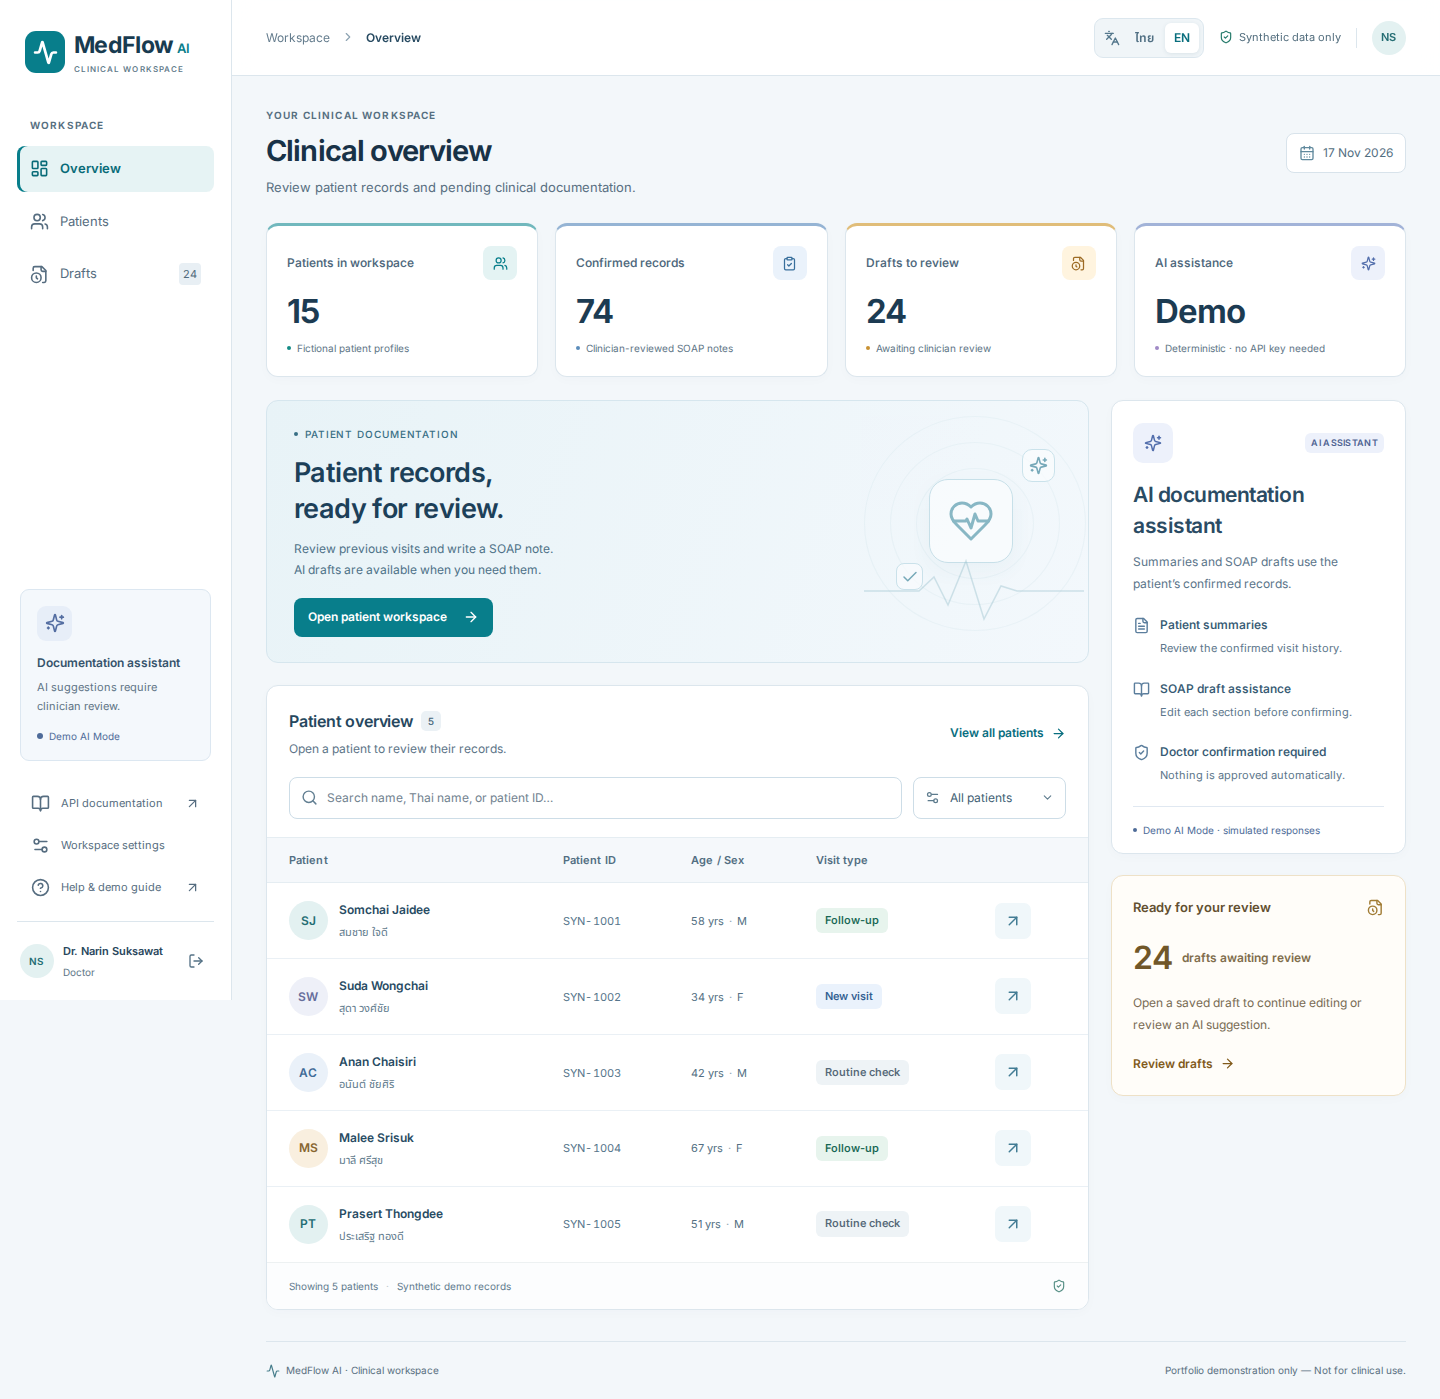 MedFlow AI
CLINICAL WORKSPACE
WORKSPACE
Overview
Patients
Drafts 24
Documentation assistant
AI suggestions require
clinician review.
Demo AI Mode
API documentation
Workspace settings
Help & demo guide
NS
Dr. Narin Suksawat
Doctor
Workspace
Overview
ไทย
EN
Synthetic data only
NS
YOUR CLINICAL WORKSPACE
Clinical overview
Review patient records and pending clinical documentation.
17 Nov 2026
Patients in workspace
15
Fictional patient profiles
Confirmed records
74
Clinician-reviewed SOAP notes
Drafts to review
24
Awaiting clinician review
AI assistance
Demo
Deterministic · no API key needed
PATIENT DOCUMENTATION
Patient records,
ready for review.
Review previous visits and write a SOAP note.
AI drafts are available when you need them.
Open patient workspace
Patient overview 5
Open a patient to review their records.
View all patients
Search name, Thai name, or patient ID...
All patients
Patient Patient ID Age / Sex Visit type
SJ
Somchai Jaidee
สมชาย ใจดี
SYN-1001 58 yrs · M Follow-up
SW
Suda Wongchai
สุดา วงศ์ชัย
SYN-1002 34 yrs · F New visit
AC
Anan Chaisiri
อนันต์ ชัยศิริ
SYN-1003 42 yrs · M Routine check
MS
Malee Srisuk
มาลี ศรีสุข
SYN-1004 67 yrs · F Follow-up
PT
Prasert Thongdee
ประเสริฐ ทองดี
SYN-1005 51 yrs · M Routine check
Showing 5 patients · Synthetic demo records
AI ASSISTANT
AI documentation
assistant
Summaries and SOAP drafts use the
patient's confirmed records.
Patient summaries
Review the confirmed visit history.
SOAP draft assistance
Edit each section before confirming.
Doctor confirmation required
Nothing is approved automatically.
Demo AI Mode · simulated responses
Ready for your review
24 drafts awaiting review
Open a saved draft to continue editing or
review an AI suggestion.
Review drafts
MedFlow AI · Clinical workspace
Portfolio demonstration only — Not for clinical use.